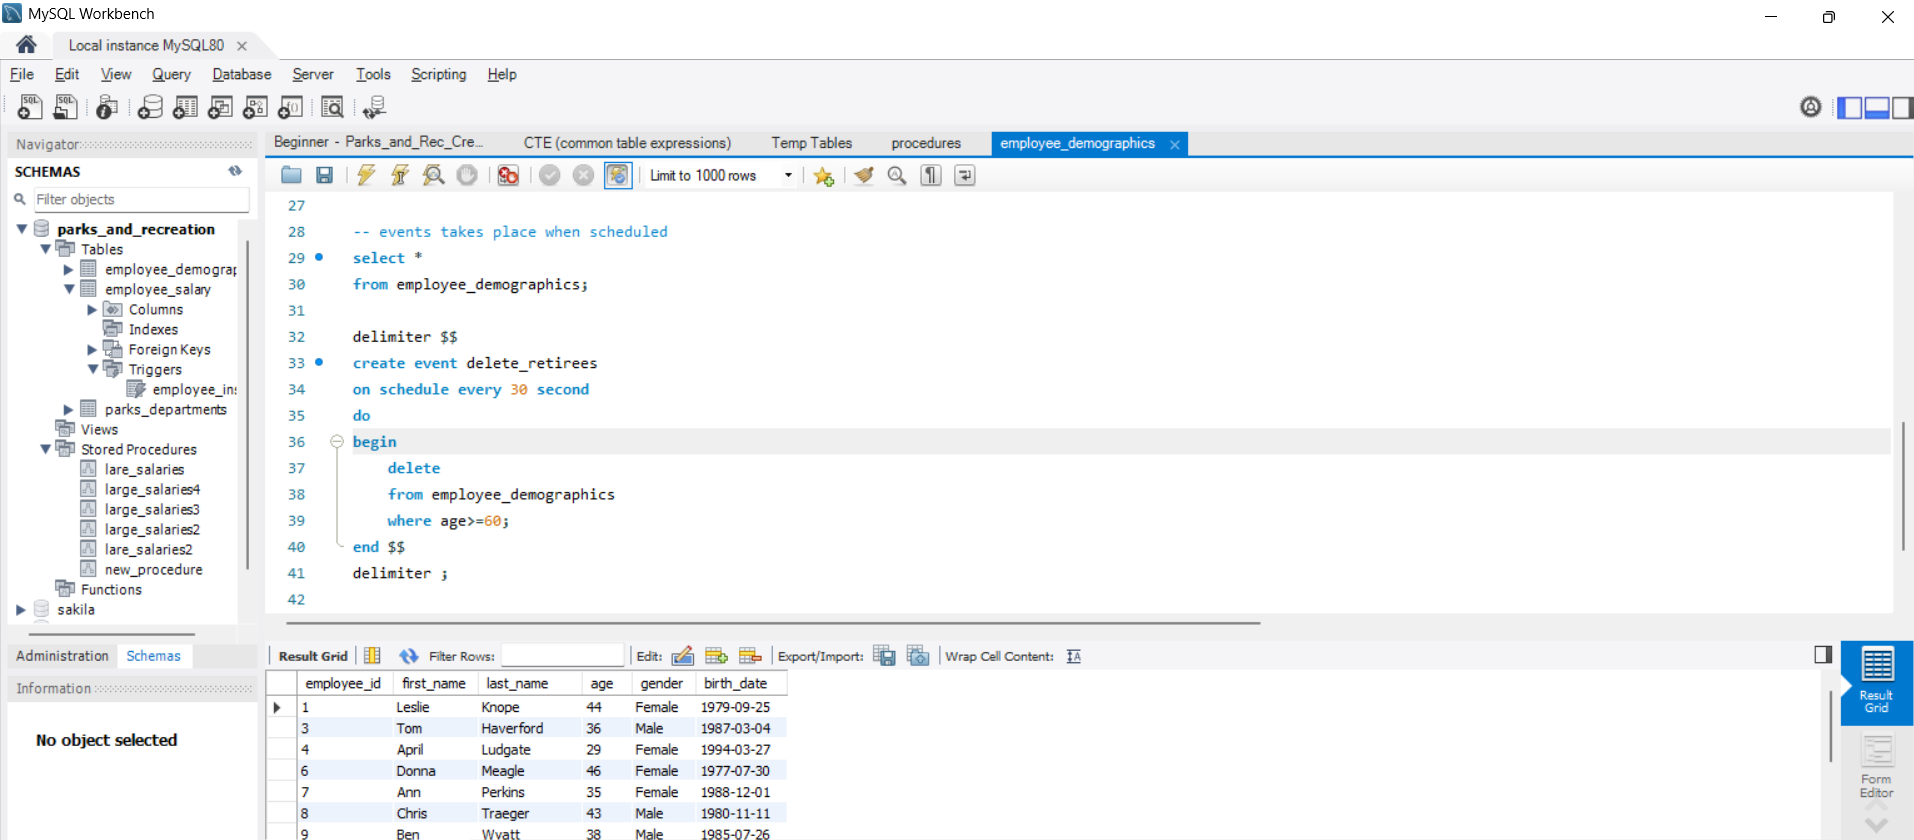 MySQL Workbench
Local instance MySQL80
File Edit View Query Database Server Tools Scripting Help
Navigator
SCHEMAS
Filter objects
parks_and_recreation
Tables
employee_demograp
employee_salary
Columns
Indexes
Foreign Keys
Triggers
employee_ins
parks_departments
Views
Stored Procedures
lare_salaries
large_salaries4
large_salaries3
large_salaries2
lare_salaries2
new_procedure
Functions
sakila
Administration Schemas
Information
No object selected
Beginner - Parks_and_Rec_Cre... CTE (common table expressions) Temp Tables procedures employee_demographics
Limit to 1000 rows
27
28 -- events takes place when scheduled
29 select *
30 from employee_demographics;
31
32 delimiter $$
33 create event delete_retirees
34 on schedule every 30 second
35 do
36 begin
37 delete
38 from employee_demographics
39 where age>=60;
40 end $$
41 delimiter ;
42
Result Grid Filter Rows: Edit: Export/Import: Wrap Cell Content: IA
employee_id first_name last_name age gender birth_date
1 Leslie Knope 44 Female 1979-09-25
3 Tom Haverford 36 Male 1987-03-04
4 April Ludgate 29 Female 1994-03-27
6 Donna Meagle 46 Female 1977-07-30
7 Ann Perkins 35 Female 1988-12-01
8 Chris Traeger 43 Male 1980-11-11
9 Ben Wyatt 38 Male 1985-07-26
Result
Grid
Form
Editor